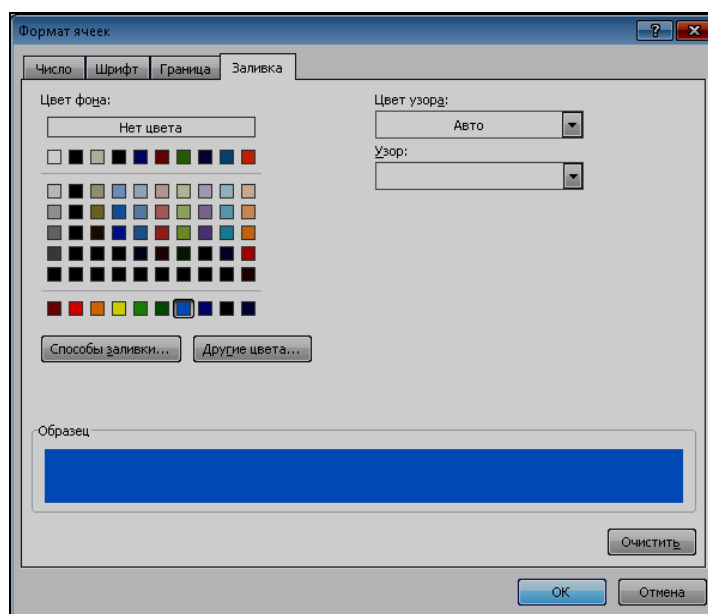 Формат ячеек
Число Шрифт Граница Заливка
Цвет фона:
Нет цвета
Цвет узора:
Авто
Узор:
Способы заливки...
Другие цвета...
Образец
Очистить
ОК
Отмена